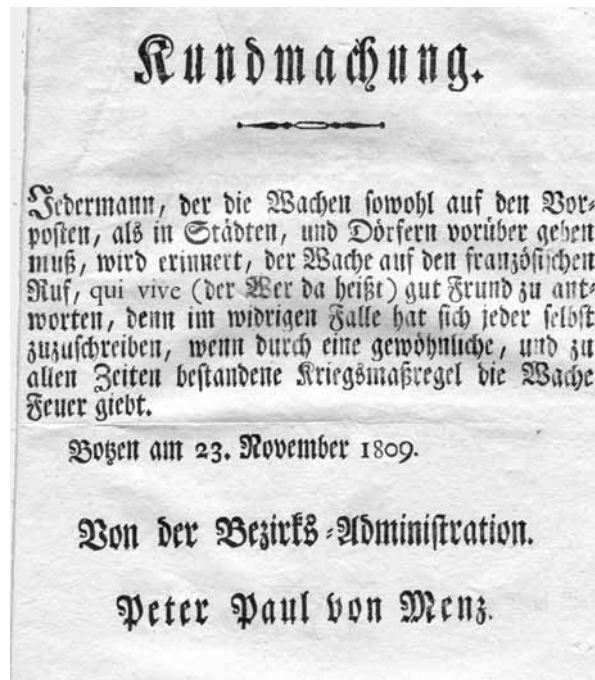 Kundmachung.
Jedermann, der die Wachen sowohl auf den Vor-
posten, als in Städten, und Dörfern vorüber gehen
muß, wird erinnert, der Wache auf den französischen
Ruf, qui vive (der Wer da heißt) gut Frund zu ant-
worten, denn im widrigen Falle hat sich jeder selbst
zuzuschreiben, wenn durch eine gewöhnliche, und zu
allen Zeiten bestandene Kriegsmaßregel die Wache
Feuer giebt.
Botzen am 23. November 1809.
Von der Bezirks-Administration.
Peter Paul von Menz.